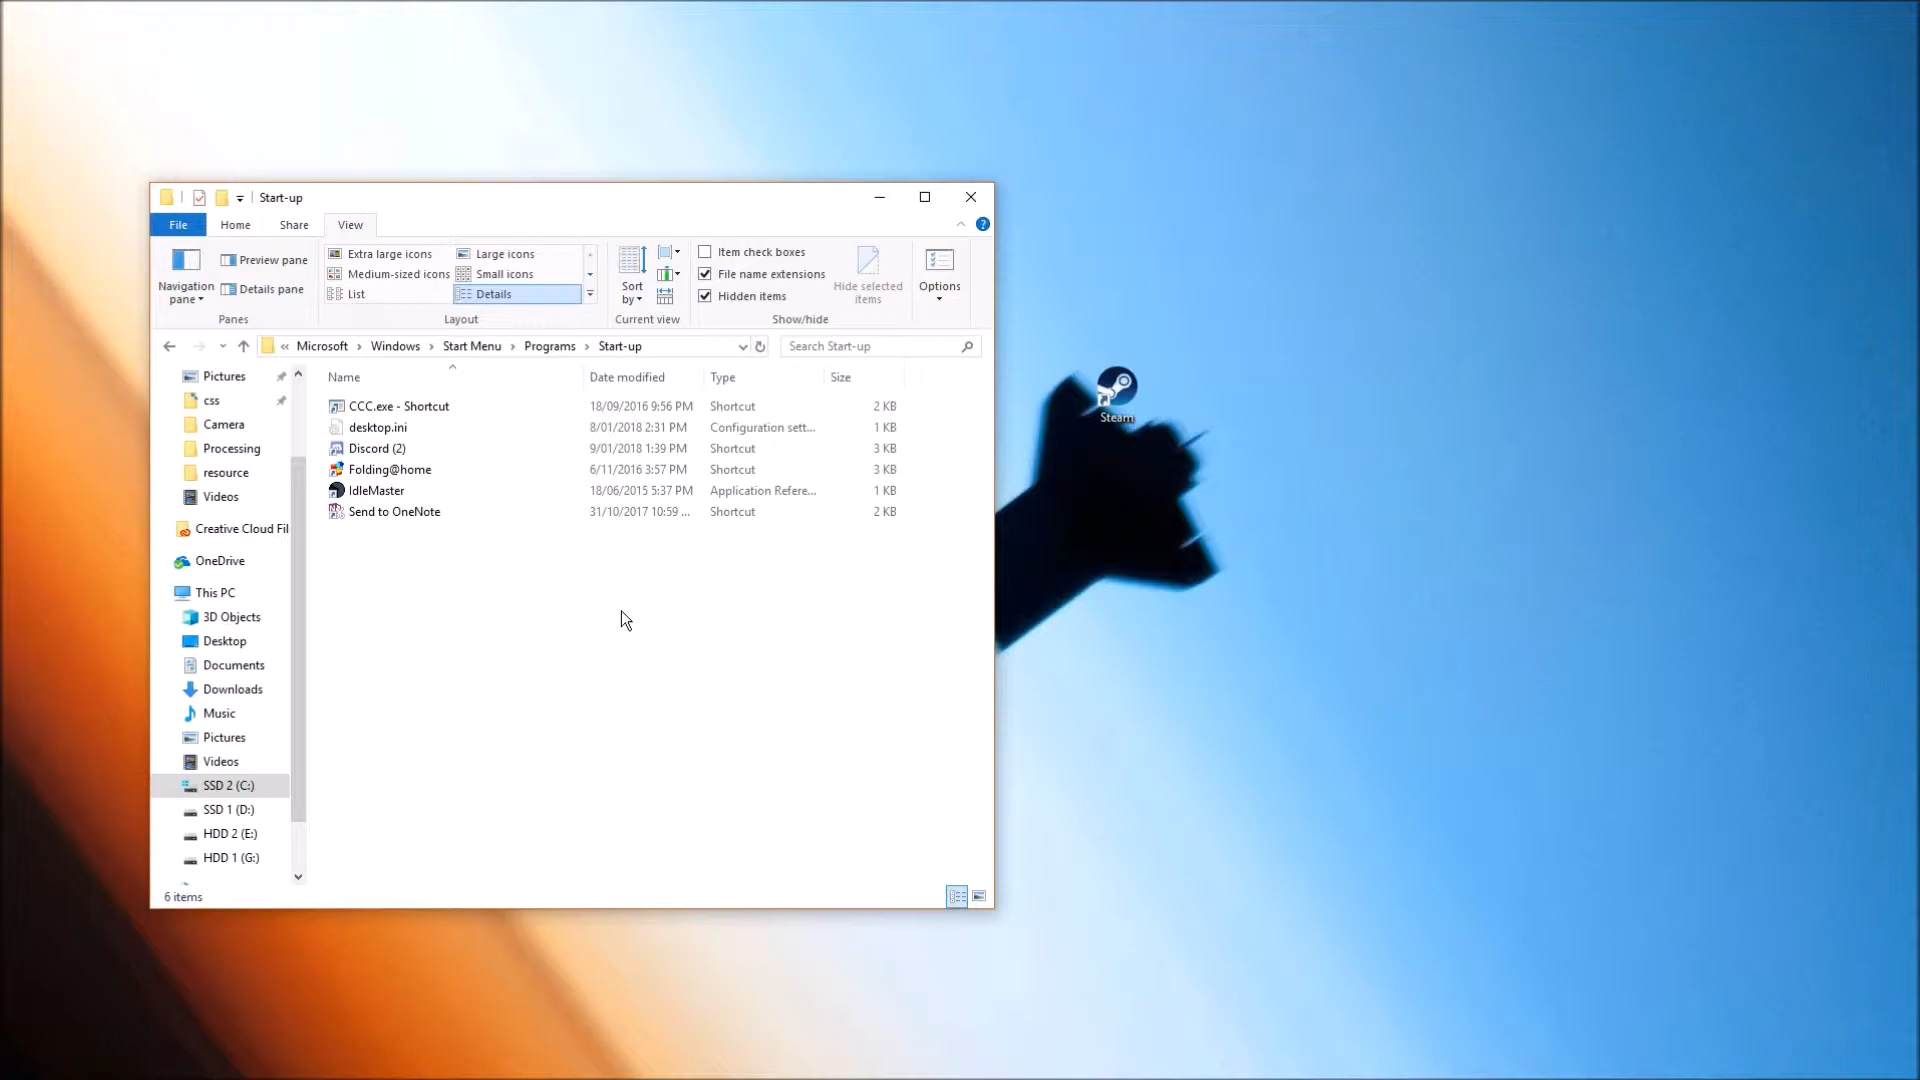 Start-up
File Home Share View
Navigation pane
Preview pane
Details pane
Panes
Extra large icons Large icons
Medium-sized icons Small icons
List Details
Layout
Sort by
Current view
Item check boxes
File name extensions
Hidden items
Hide selected items
Show/hide
Options
« Microsoft > Windows > Start Menu > Programs > Start-up
Search Start-up
Pictures
css
Camera
Processing
resource
Videos
Creative Cloud Fil
OneDrive
This PC
3D Objects
Desktop
Documents
Downloads
Music
Pictures
Videos
SSD 2 (C:)
SSD 1 (D:)
HDD 2 (E:)
HDD 1 (G:)
Name Date modified Type Size
CCC.exe - Shortcut 18/09/2016 9:56 PM Shortcut 2 KB
desktop.ini 8/01/2018 2:31 PM Configuration sett... 1 KB
Discord (2) 9/01/2018 1:39 PM Shortcut 3 KB
Folding@home 6/11/2016 3:57 PM Shortcut 3 KB
IdleMaster 18/06/2015 5:37 PM Application Refere... 1 KB
Send to OneNote 31/10/2017 10:59 ... Shortcut 2 KB
6 items
Steam